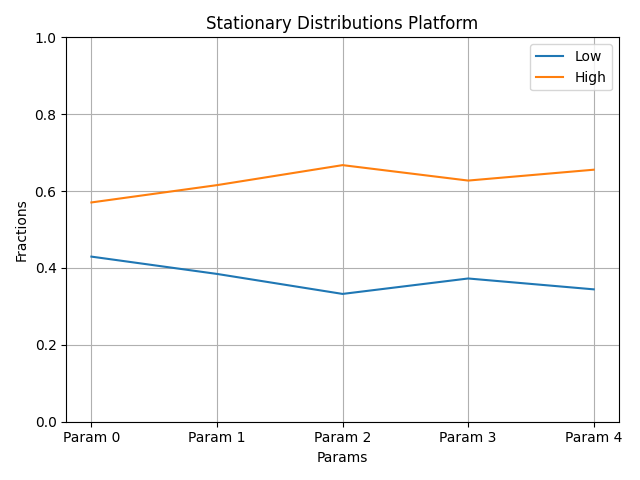 Stationary Distributions Platform
Low
High
Fractions
1.0
0.8
0.6
0.4
0.2
0.0
Param 0
Param 1
Param 2
Param 3
Param 4
Params